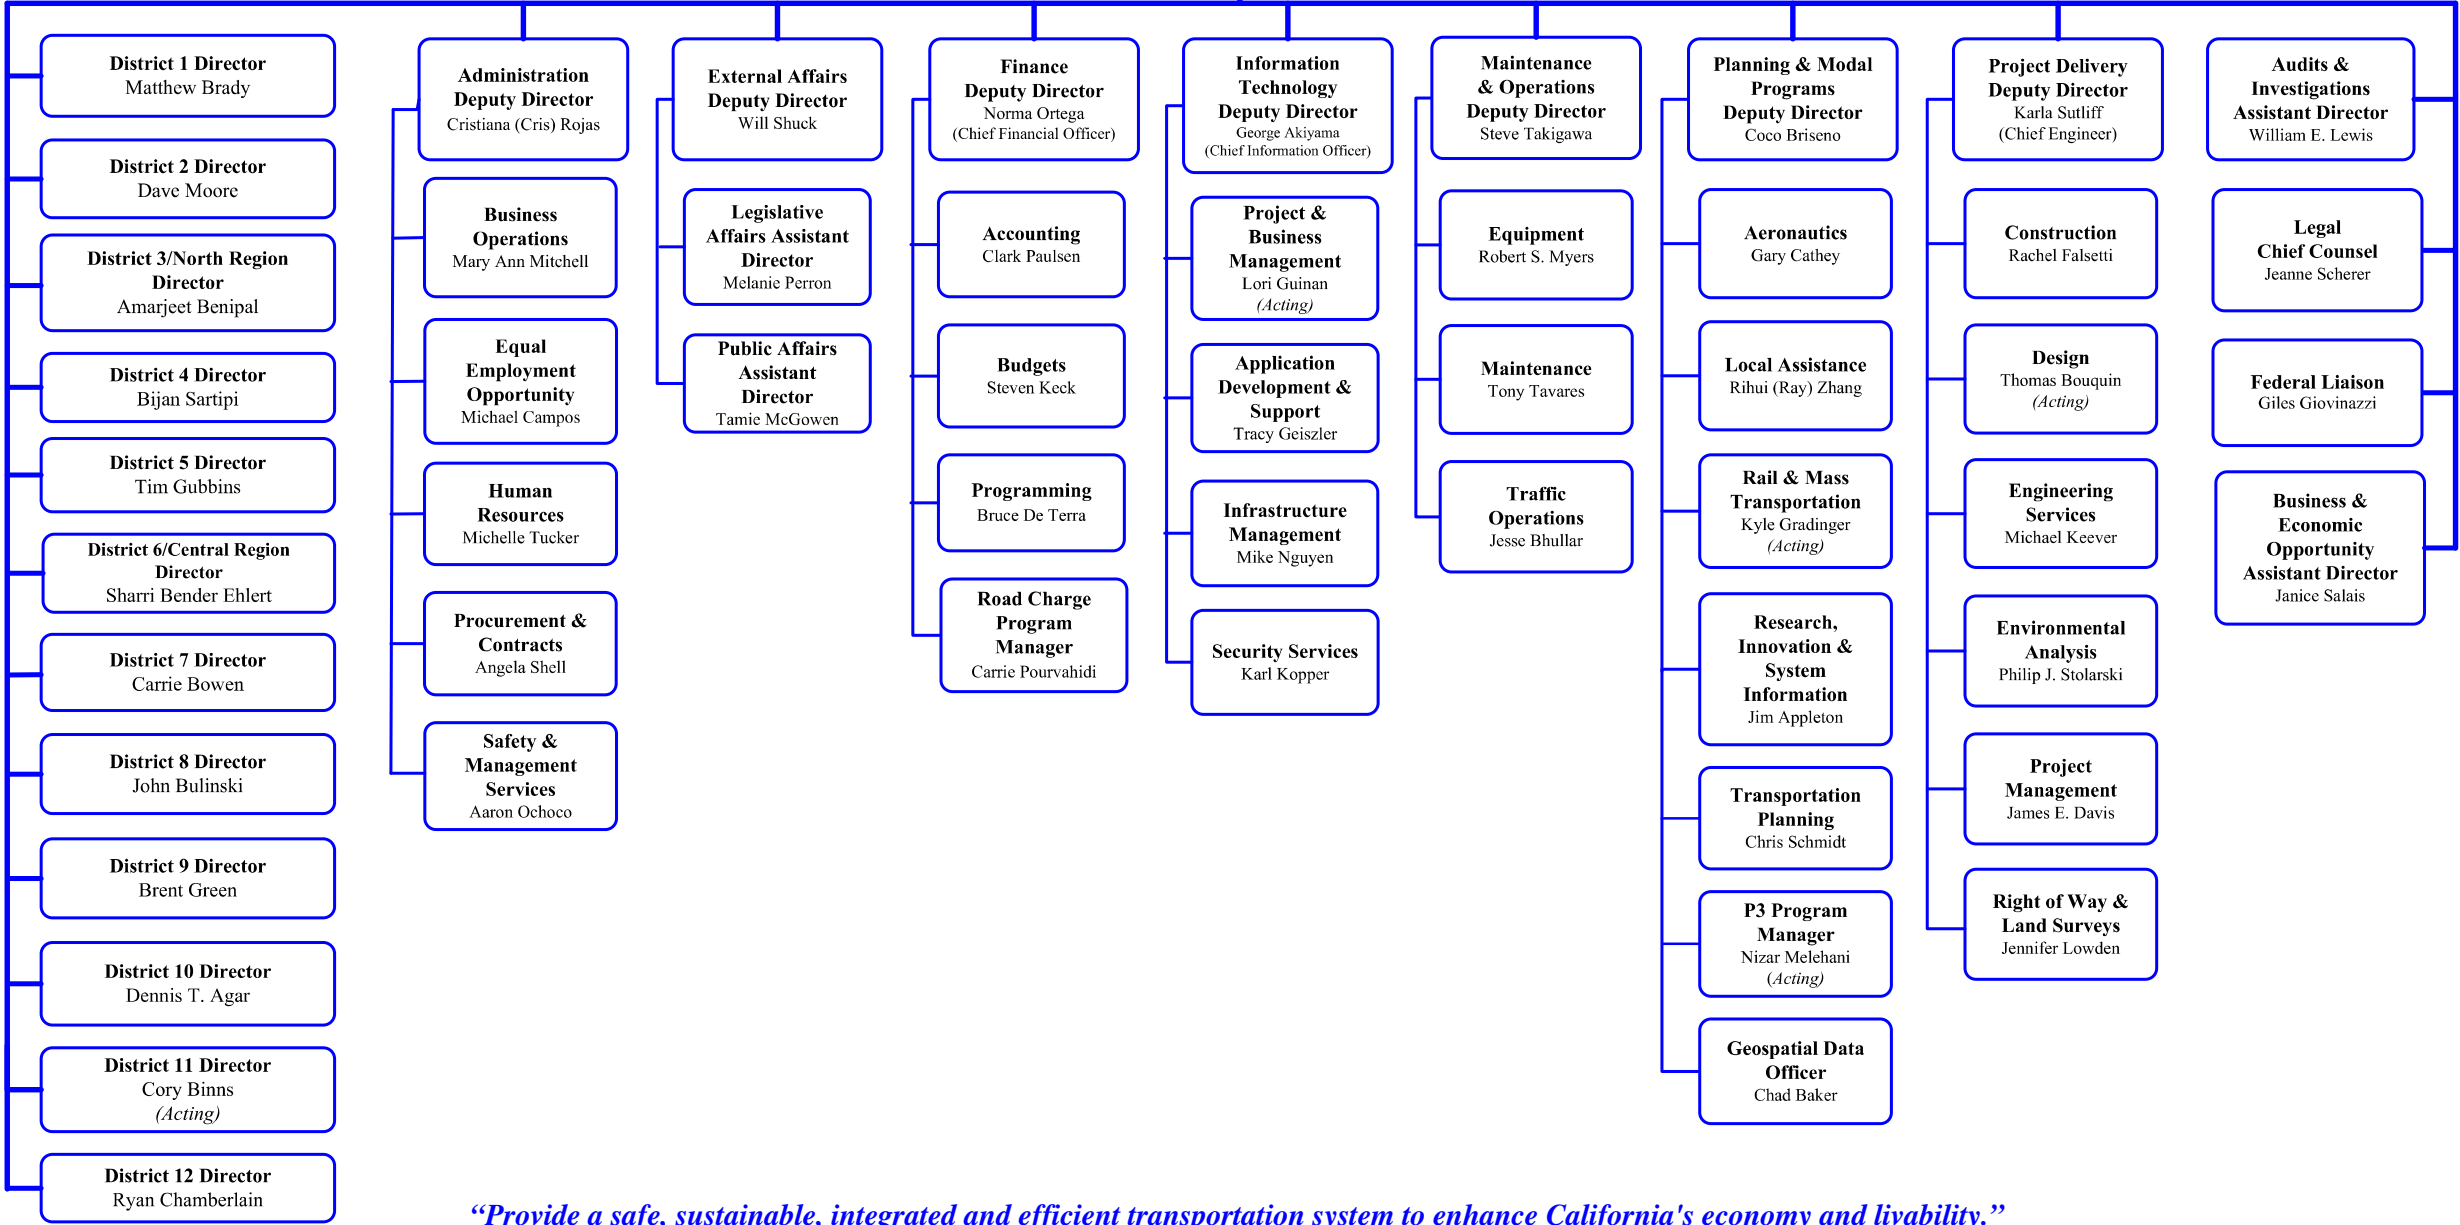 District 1 Director
Matthew Brady
District 2 Director
Dave Moore
District 3/North Region
Director
Amarjeet Benipal
District 4 Director
Bijan Sartipi
District 5 Director
Tim Gubbins
District 6/Central Region
Director
Sharri Bender Ehlert
District 7 Director
Carrie Bowen
District 8 Director
John Bulinski
District 9 Director
Brent Green
District 10 Director
Dennis T. Agar
District 11 Director
Cory Binns
(Acting)
District 12 Director
Ryan Chamberlain
Administration
Deputy Director
Cristiana (Cris) Rojas
Business
Operations
Mary Ann Mitchell
Equal
Employment
Opportunity
Michael Campos
Human
Resources
Michelle Tucker
Procurement &
Contracts
Angela Shell
Safety &
Management
Services
Aaron Ochoco
External Affairs
Deputy Director
Will Shuck
Legislative
Affairs Assistant
Director
Melanie Perron
Public Affairs
Assistant
Director
Tamie McGowen
Finance
Deputy Director
Norma Ortega
(Chief Financial Officer)
Accounting
Clark Paulsen
Budgets
Steven Keck
Programming
Bruce De Terra
Road Charge
Program
Manager
Carrie Pourvahidi
Information
Technology
Deputy Director
George Akiyama
(Chief Information Officer)
Project &
Business
Management
Lori Guinan
(Acting)
Application
Development &
Support
Tracy Geiszler
Infrastructure
Management
Mike Nguyen
Security Services
Karl Kopper
Maintenance
& Operations
Deputy Director
Steve Takigawa
Equipment
Robert S. Myers
Maintenance
Tony Tavares
Traffic
Operations
Jesse Bhullar
Planning & Modal
Programs
Deputy Director
Coco Briseno
Aeronautics
Gary Cathey
Local Assistance
Rihui (Ray) Zhang
Rail & Mass
Transportation
Kyle Gradinger
(Acting)
Research,
Innovation &
System
Information
Jim Appleton
Transportation
Planning
Chris Schmidt
P3 Program
Manager
Nizar Melehani
(Acting)
Geospatial Data
Officer
Chad Baker
Project Delivery
Deputy Director
Karla Sutliff
(Chief Engineer)
Construction
Rachel Falsetti
Design
Thomas Bouquin
(Acting)
Engineering
Services
Michael Keever
Environmental
Analysis
Philip J. Stolarski
Project
Management
James E. Davis
Right of Way &
Land Surveys
Jennifer Lowden
Audits &
Investigations
Assistant Director
William E. Lewis
Legal
Chief Counsel
Jeanne Scherer
Federal Liaison
Giles Giovinazzi
Business &
Economic
Opportunity
Assistant Director
Janice Salais
“Provide a safe, sustainable, integrated and efficient transportation system to enhance California's economy and livability.”